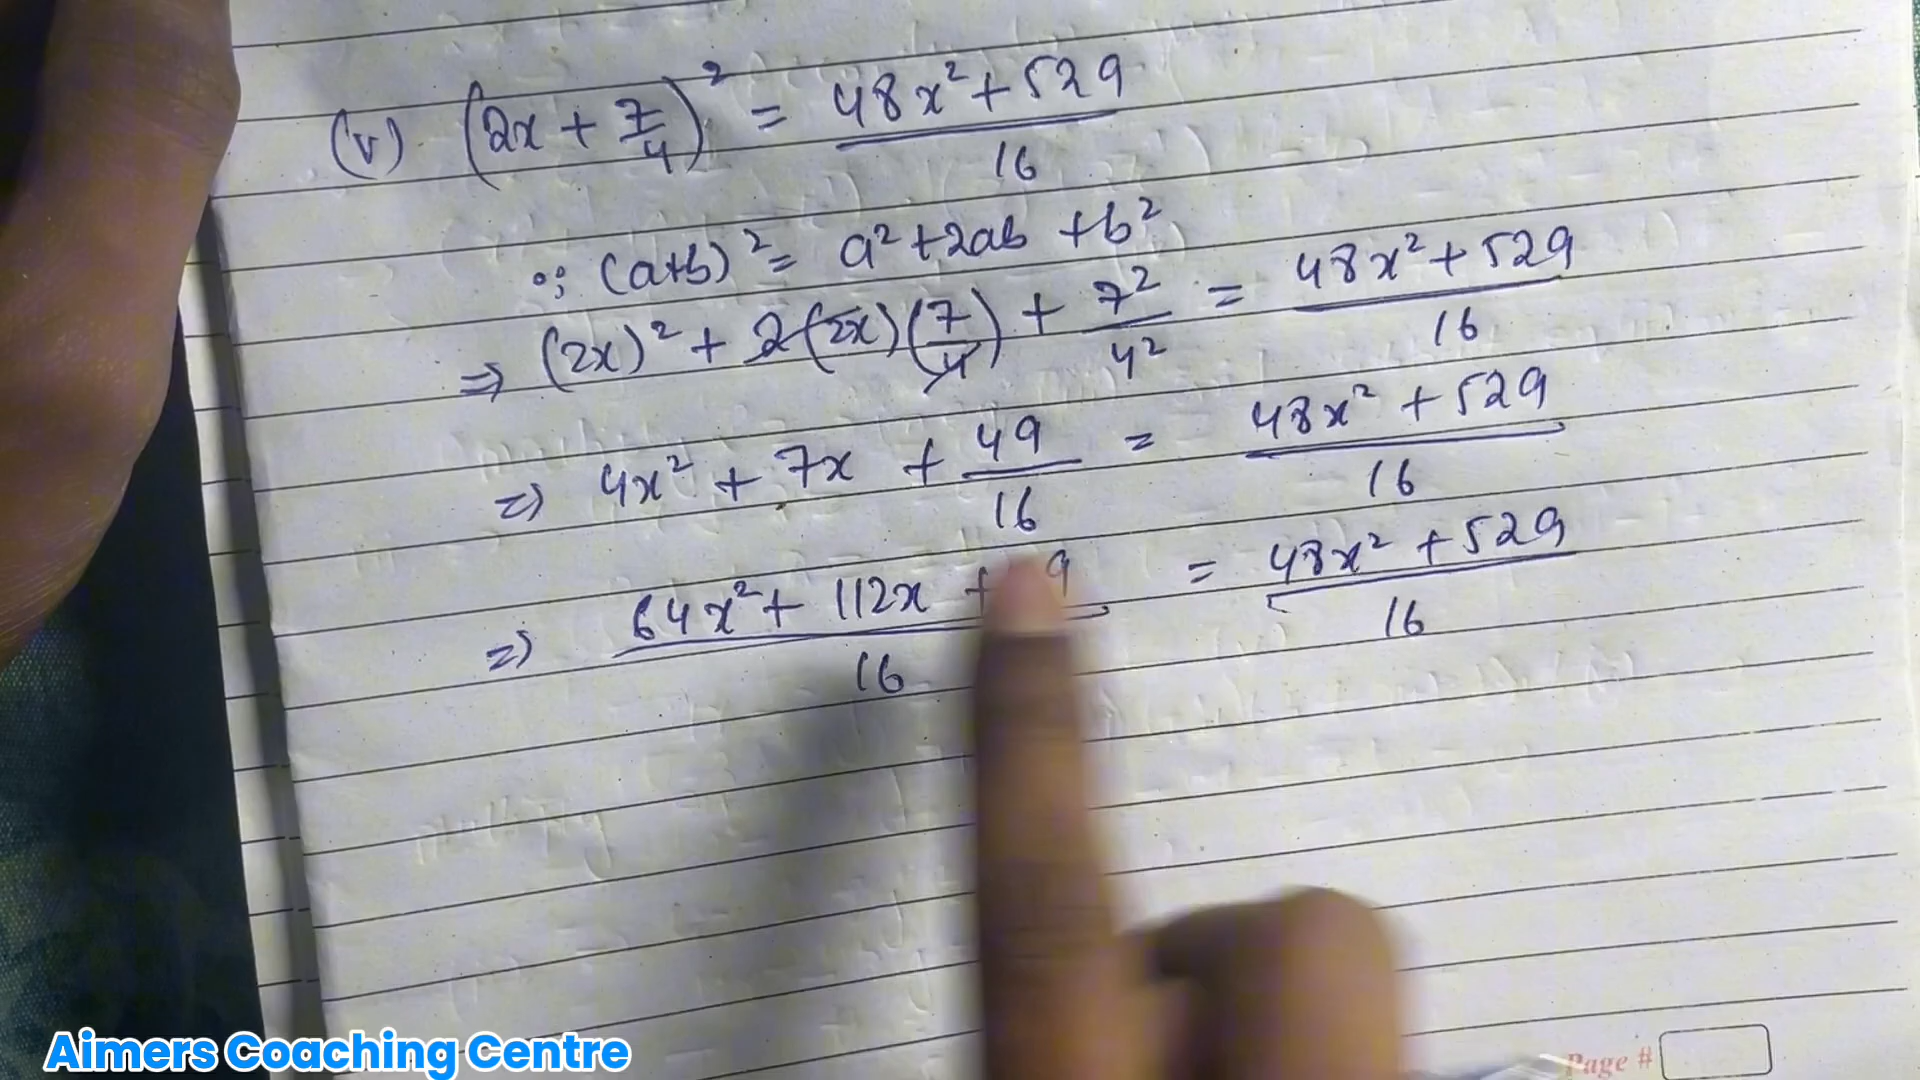 (v) (2x + 7/4)² = 48x² + 529 / 16
∵ (a+b)² = a² + 2ab + b²
⇒ (2x)² + 2(2x)(7/4) + 7²/4² = 48x² + 529 / 16
⇒ 4x² + 7x + 49/16 = 48x² + 529 / 16
⇒ 64x² + 112x + 9 / 16 = 48x² + 529 / 16
Aimers Coaching Centre
Page #